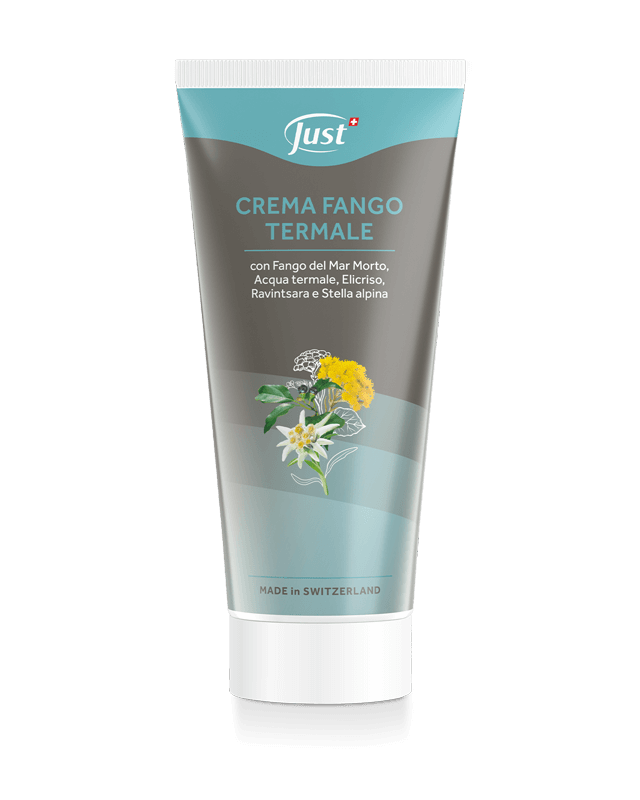 Just
CREMA FANGO
TERMALE
con Fango del Mar Morto,
Acqua termale, Elicriso,
Ravintsara e Stella alpina
MADE in SWITZERLAND